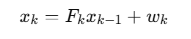 x_k = F_k x_{k-1} + w_k